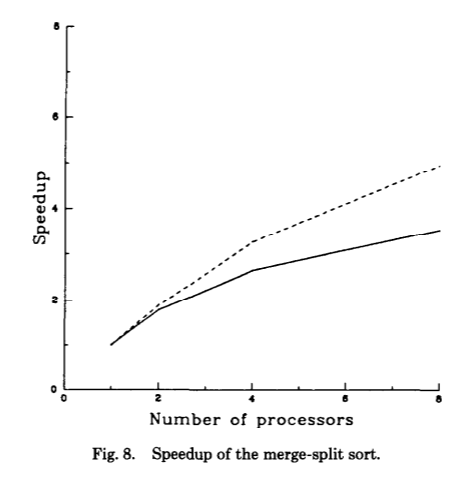 8
6
4
2
0
Speedup
0 2 4 6 8
Number of processors
Fig. 8. Speedup of the merge-split sort.